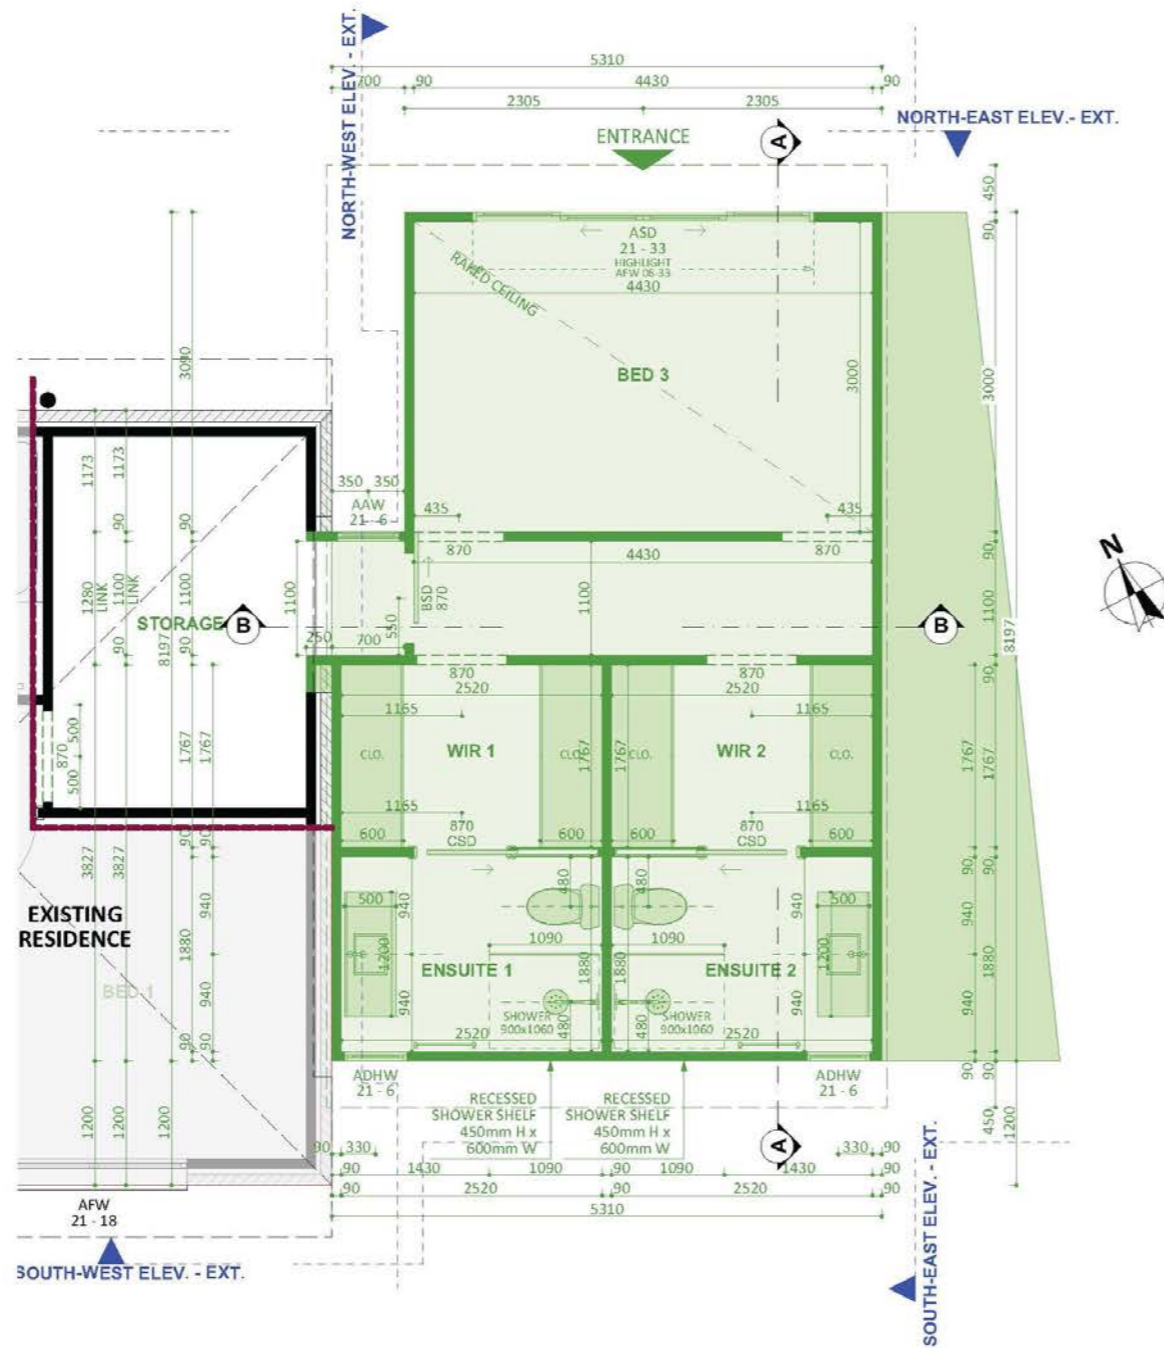 NORTH-WEST ELEV. - EXT.
5310
700 90 4430 90
2305 2305
NORTH-EAST ELEV.- EXT.
ENTRANCE
A
450
90
ASD
21 - 33
HIGHLIGHT
AFW 06-33
4430
RAKED CEILING
BED 3
3000
3000
3090
1173
1173
350 350
AAW
21 - 6
435
435
90
90
870
4430
870
90
N
1280
LINK
1100
LINK
1100
1100
BSD
870
1100
1100
8197
STORAGE
B
B
8197
550
250
700
90
90
90
870
870
2520
2520
1165
1165
500
870
500
1767
1767
CLO.
WIR 1
CLO.
1767
1767
CLO.
WIR 2
CLO.
1767
1767
1165
1165
600
870
CSD
600
600
870
CSD
600
90
90
90
90
3827
3827
EXISTING
RESIDENCE
BED 1
940
1880
940
500
940
480
480
940
500
940
1880
940
1200
1090
1090
1200
ENSUITE 1
1880
1880
ENSUITE 2
940
940
SHOWER
900x1060
480
480
SHOWER
900x1060
2520
2520
90
90
90
90
ADHW
21 - 6
ADHW
21 - 6
1200
1200
1200
RECESSED
SHOWER SHELF
450mm H x
600mm W
RECESSED
SHOWER SHELF
450mm H x
600mm W
450
1200
A
90 330
330 90
90 1430 1090 90 1090 1430 90
90 2520 90 2520 90
5310
AFW
21 - 18
SOUTH-WEST ELEV. - EXT.
SOUTH-EAST ELEV. - EXT.